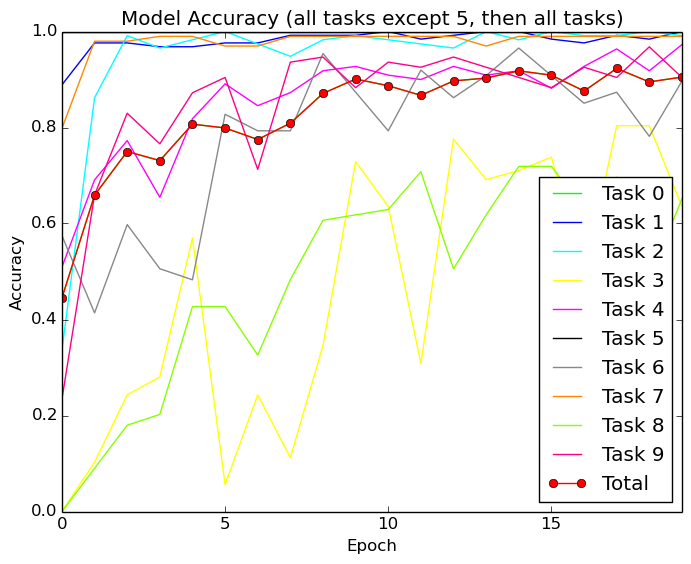 Model Accuracy (all tasks except 5, then all tasks)
1.0
0.8
0.6
0.4
0.2
0.0
Accuracy
0 5 10 15
Epoch
Task 0
Task 1
Task 2
Task 3
Task 4
Task 5
Task 6
Task 7
Task 8
Task 9
Total